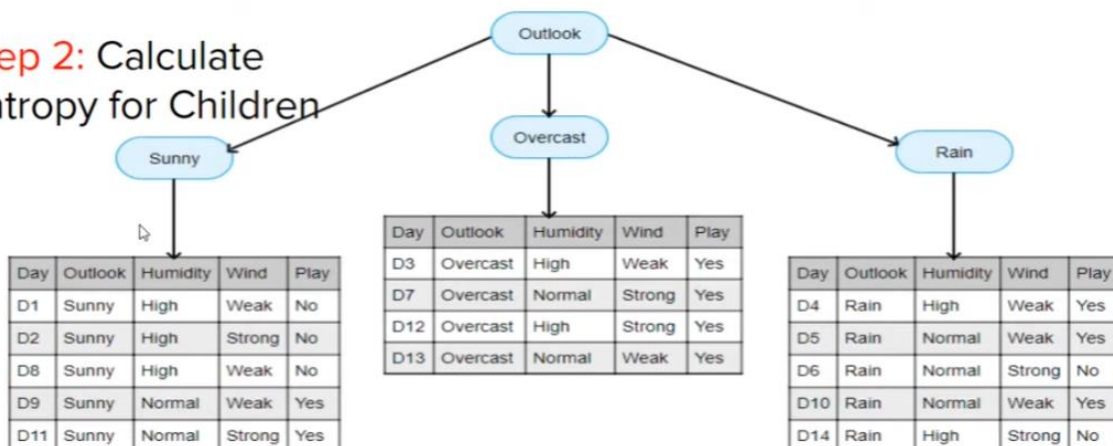 ep 2: Calculate
ntropy for Children
Outlook
Sunny
Overcast
Rain
Day Outlook Humidity Wind Play
D1 Sunny High Weak No
D2 Sunny High Strong No
D8 Sunny High Weak No
D9 Sunny Normal Weak Yes
D11 Sunny Normal Strong Yes
Day Outlook Humidity Wind Play
D3 Overcast High Weak Yes
D7 Overcast Normal Strong Yes
D12 Overcast High Strong Yes
D13 Overcast Normal Weak Yes
Day Outlook Humidity Wind Play
D4 Rain High Weak Yes
D5 Rain Normal Weak Yes
D6 Rain Normal Strong No
D10 Rain Normal Weak Yes
D14 Rain High Strong No